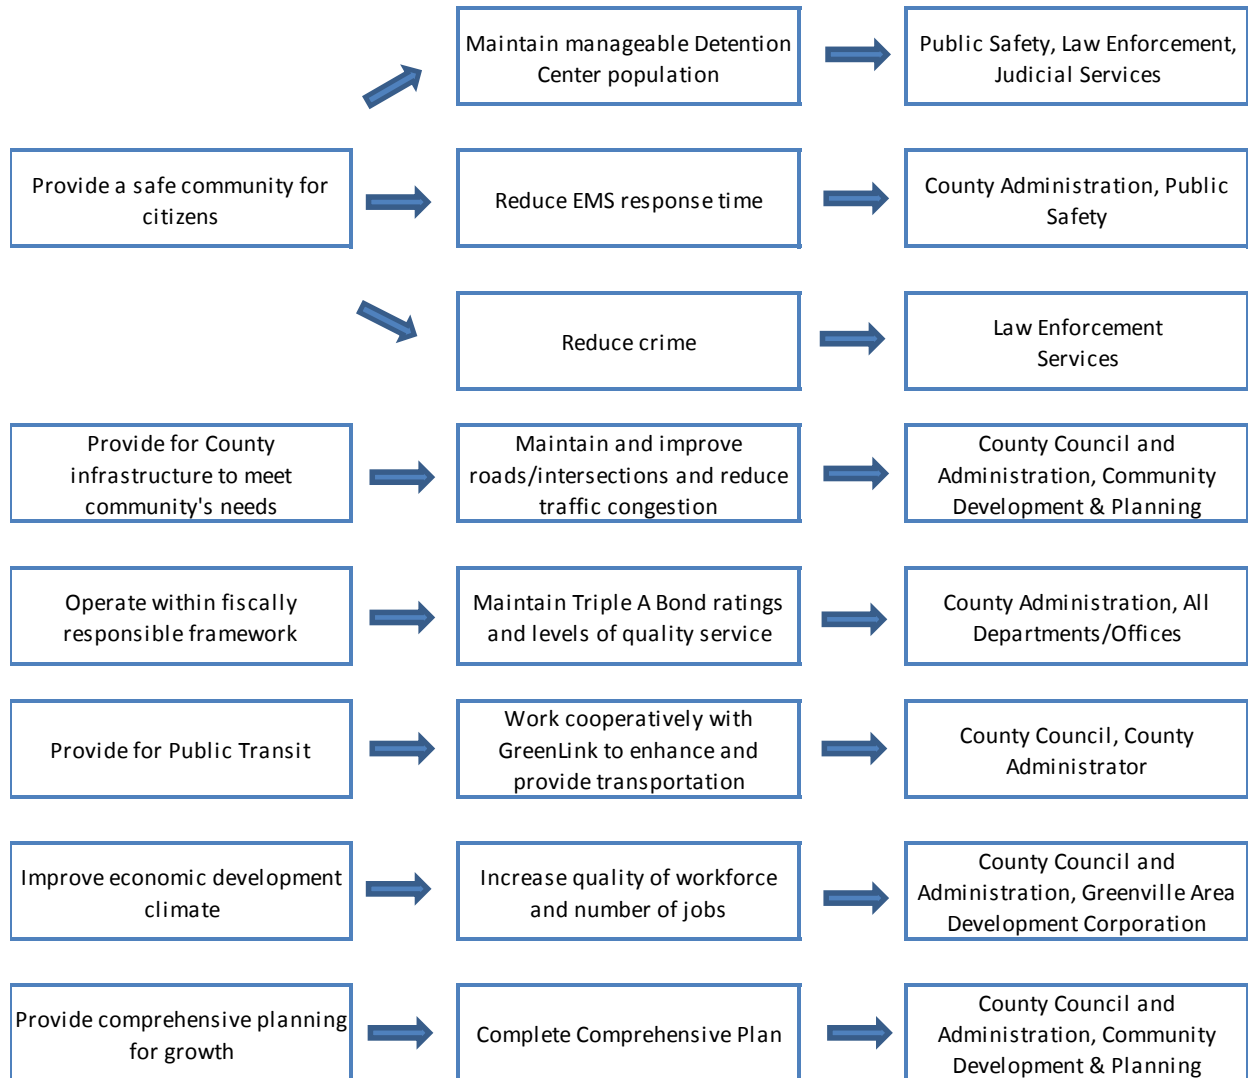 Maintain manageable Detention
Center population
Public Safety, Law Enforcement,
Judicial Services
Provide a safe community for
citizens
Reduce EMS response time
County Administration, Public
Safety
Reduce crime
Law Enforcement
Services
Provide for County
infrastructure to meet
community's needs
Maintain and improve
roads/intersections and reduce
traffic congestion
County Council and
Administration, Community
Development & Planning
Operate within fiscally
responsible framework
Maintain Triple A Bond ratings
and levels of quality service
County Administration, All
Departments/Offices
Provide for Public Transit
Work cooperatively with
GreenLink to enhance and
provide transportation
County Council, County
Administrator
Improve economic development
climate
Increase quality of workforce
and number of jobs
County Council and
Administration, Greenville Area
Development Corporation
Provide comprehensive planning
for growth
Complete Comprehensive Plan
County Council and
Administration, Community
Development & Planning